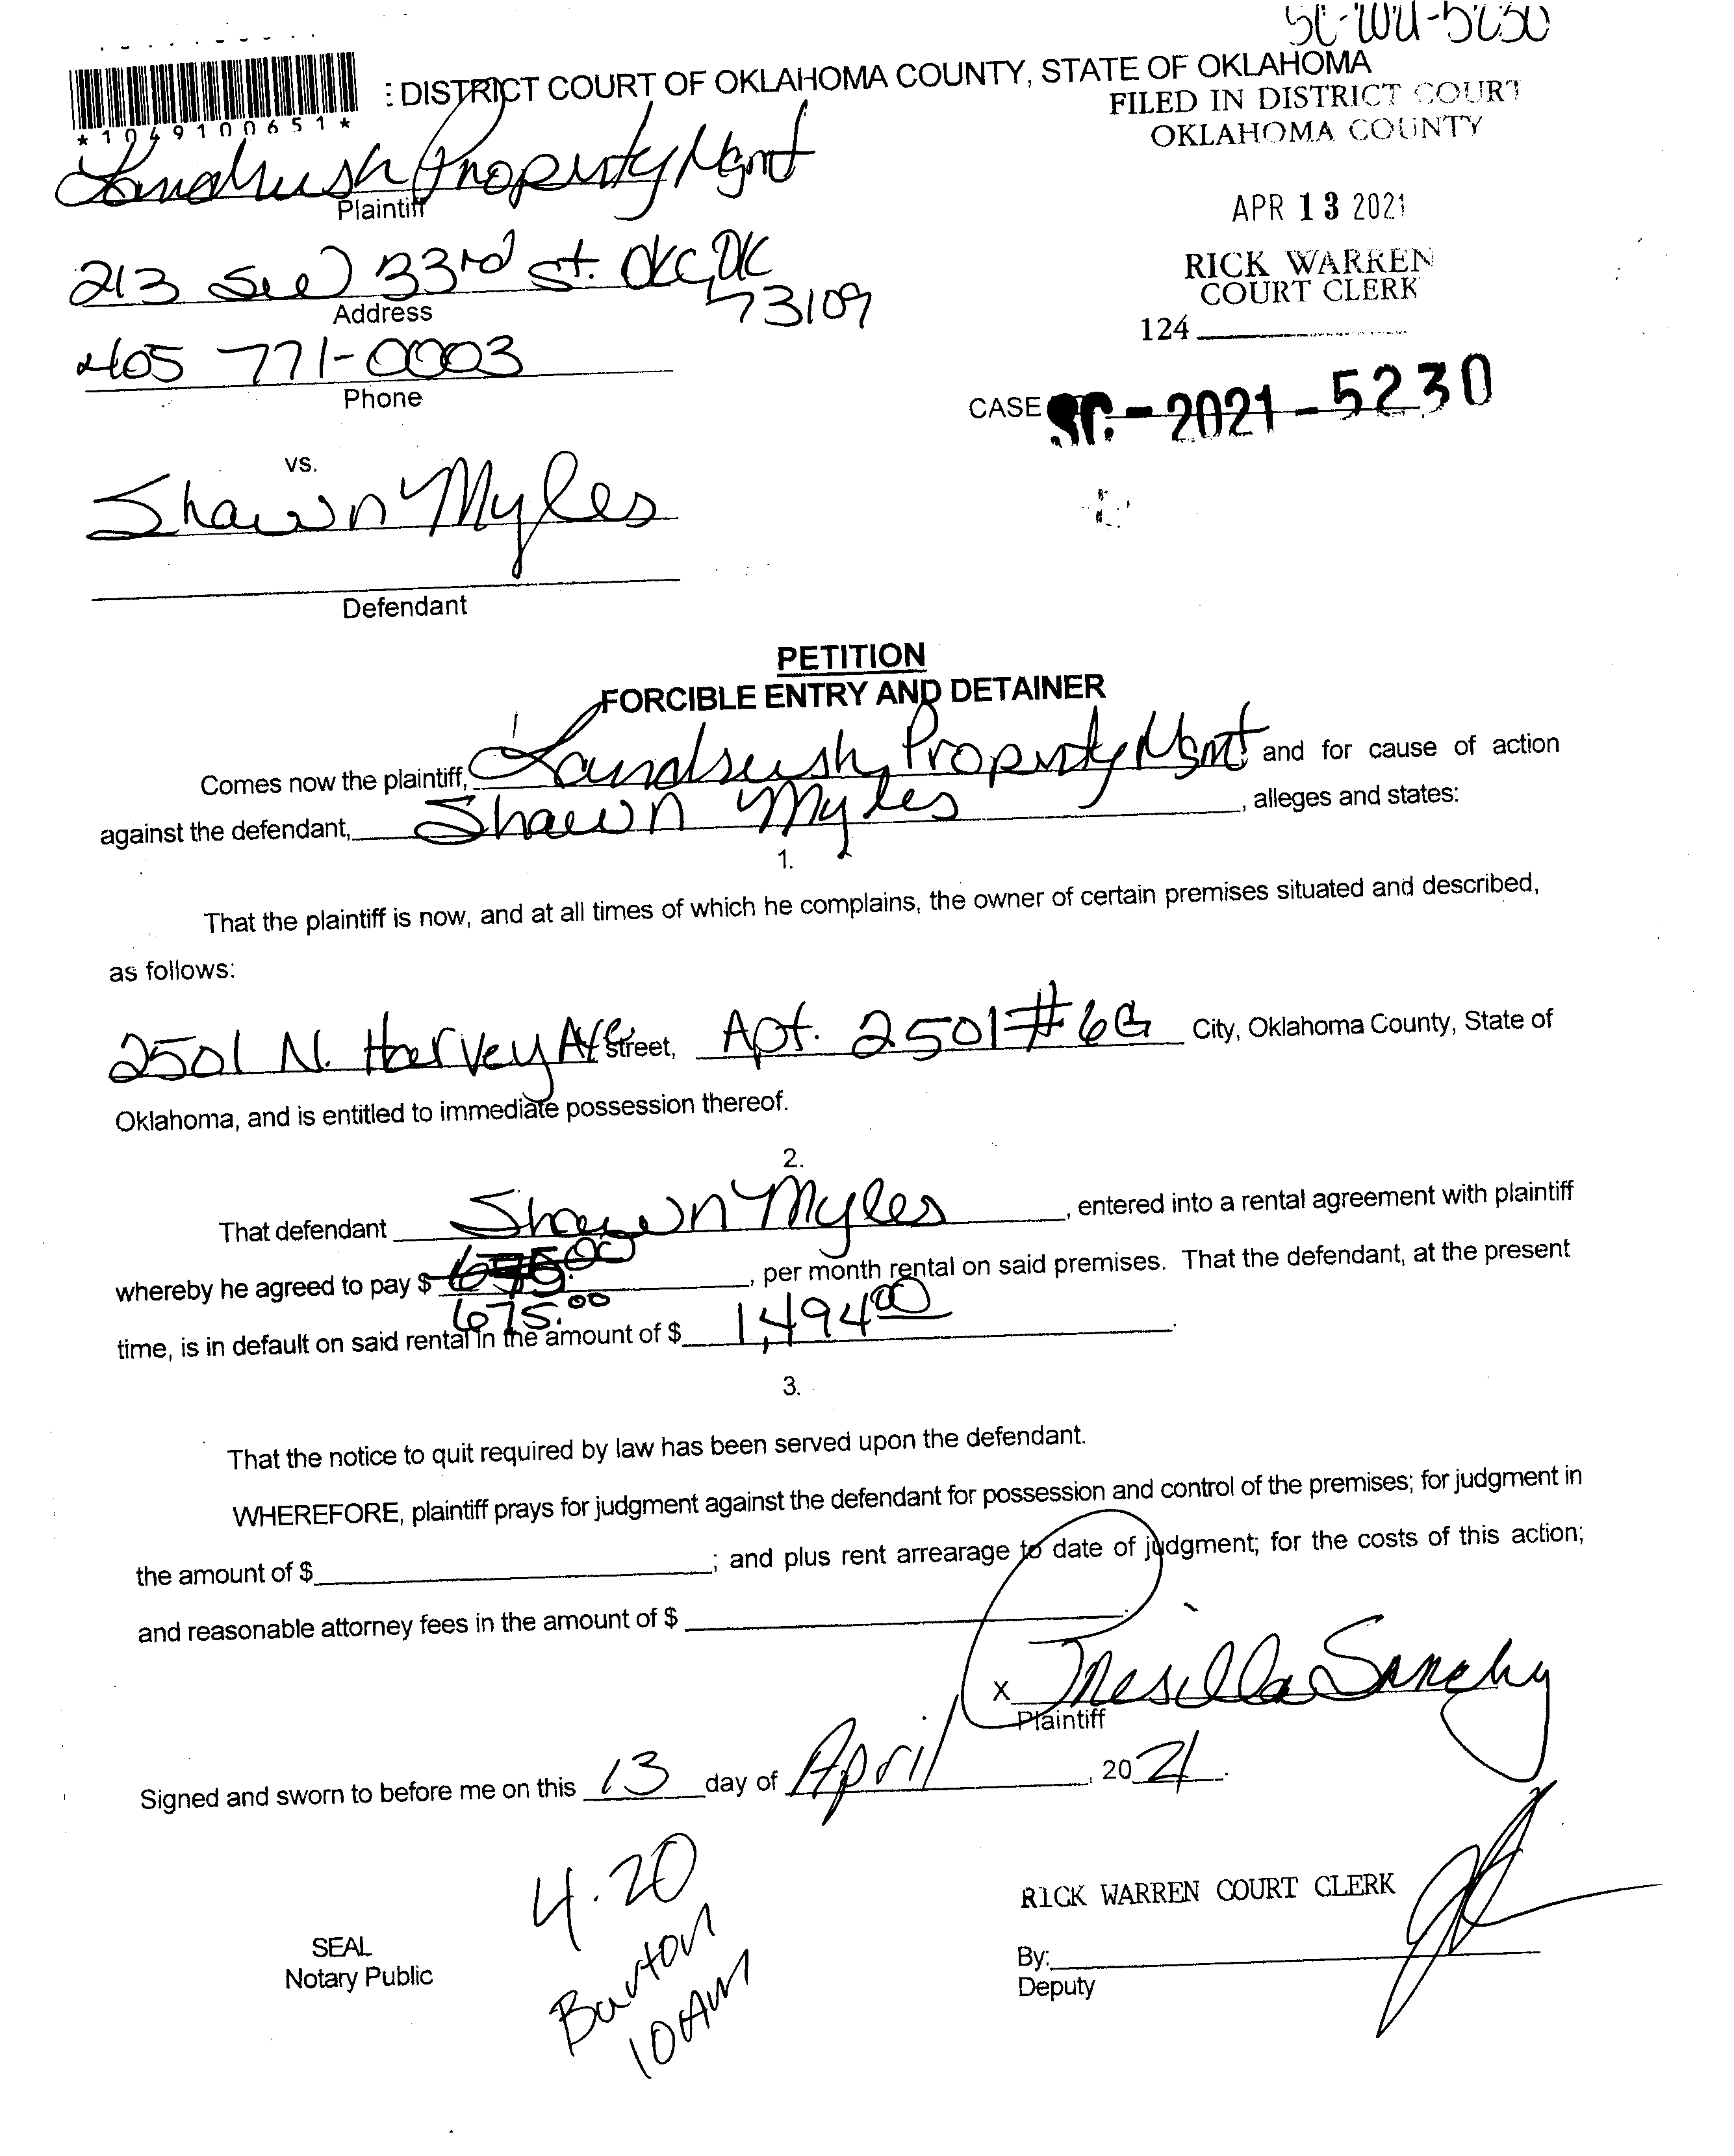 SC-2021-5230
: DISTRICT COURT OF OKLAHOMA COUNTY, STATE OF OKLAHOMA
*1049100651*
FILED IN DISTRICT COURT
OKLAHOMA COUNTY
Landrush Property Mgmt
Plaintiff
APR 13 2021
213 SW 33rd St. OKC, OK
73109
Address
RICK WARREN
COURT CLERK
124
405 771-0003
Phone
CASE SC - 2021 - 5230
vs.
Shawn Myles
Defendant
PETITION
FORCIBLE ENTRY AND DETAINER
Comes now the plaintiff, Landrush Property Mgmt and for cause of action
against the defendant, Shawn Myles, alleges and states:
1.
That the plaintiff is now, and at all times of which he complains, the owner of certain premises situated and described,
as follows:
2501 N. Harvey Ave Street, Apt. 2501 #6G City, Oklahoma County, State of
Oklahoma, and is entitled to immediate possession thereof.
2.
That defendant Shawn Myles, entered into a rental agreement with plaintiff
whereby he agreed to pay $ 675.00, per month rental on said premises. That the defendant, at the present
675.00
time, is in default on said rental in the amount of $ 1,494.00.
3.
That the notice to quit required by law has been served upon the defendant.
WHEREFORE, plaintiff prays for judgment against the defendant for possession and control of the premises; for judgment in
the amount of $; and plus rent arrearage to date of judgment; for the costs of this action;
and reasonable attorney fees in the amount of $.
x Presilla Sanchy
Plaintiff
Signed and sworn to before me on this 13 day of April, 2021.
4.20
Barton
10 AM
RICK WARREN COURT CLERK
SEAL
Notary Public
By:
Deputy